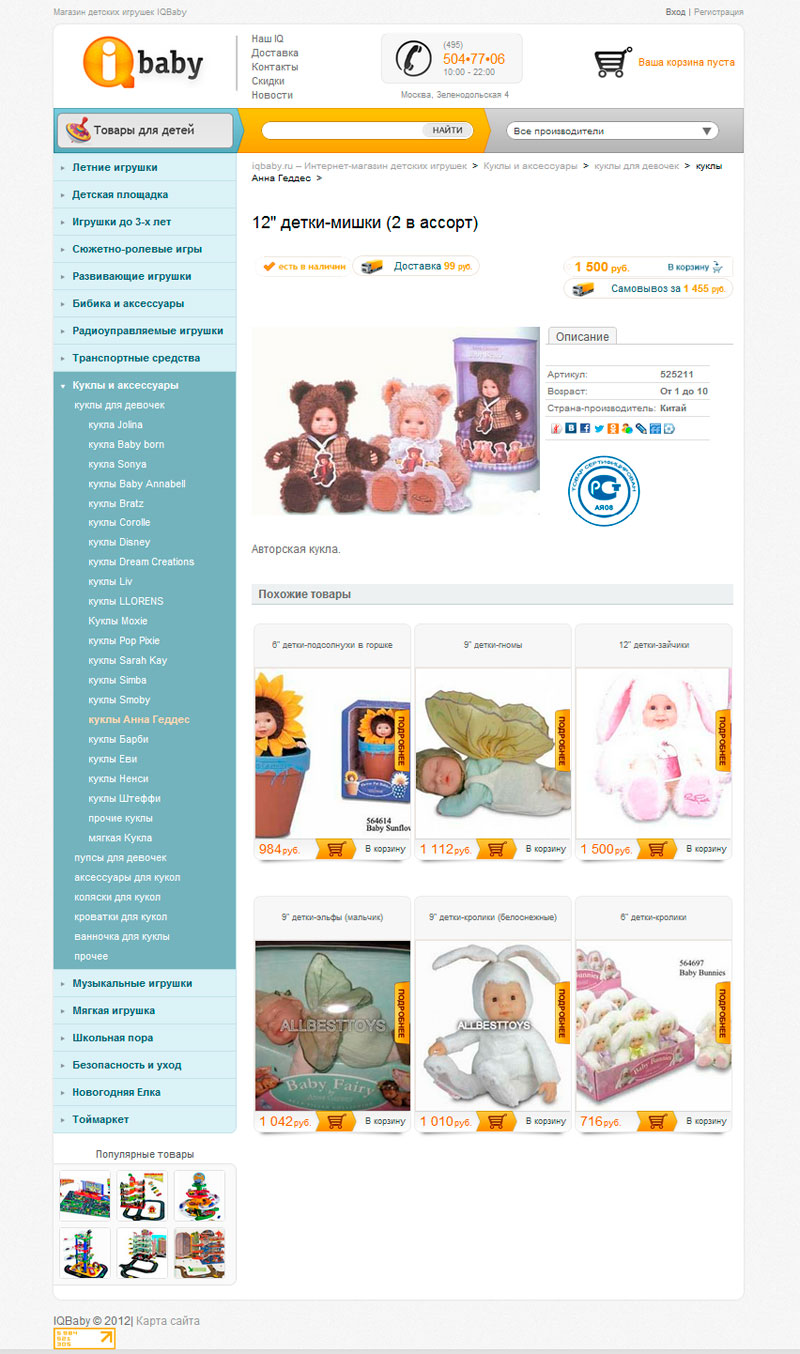 Магазин детских игрушек IQBaby
Вход | Регистрация
iQ baby
Наш IQ
Доставка
Контакты
Скидки
Новости
(495)
504•77•06
10:00 - 22:00
Москва, Зеленодольская 4
Ваша корзина пуста
Товары для детей
НАЙТИ
Все производители
Летние игрушки
Детская площадка
Игрушки до 3-х лет
Сюжетно-ролевые игры
Развивающие игрушки
Бибика и аксессуары
Радиоуправляемые игрушки
Транспортные средства
Куклы и аксессуары
куклы для девочек
кукла Jolina
кукла Baby born
кукла Sonya
куклы Baby Annabell
куклы Bratz
куклы Corolle
куклы Disney
куклы Dream Creations
куклы Liv
куклы LLORENS
Куклы Moxie
куклы Pop Pixie
куклы Sarah Kay
куклы Simba
куклы Smoby
куклы Анна Геддес
куклы Барби
куклы Еви
куклы Ненси
куклы Штеффи
прочие куклы
мягкая Кукла
пупсы для девочек
аксессуары для кукол
коляски для кукол
кроватки для кукол
ванночка для куклы
прочее
Музыкальные игрушки
Мягкая игрушка
Школьная пора
Безопасность и уход
Новогодняя Елка
Тоймаркет
Популярные товары
iqbaby.ru – Интернет-магазин детских игрушек > Куклы и аксессуары > куклы для девочек > куклы
Анна Геддес >
12" детки-мишки (2 в ассорт)
есть в наличии
Доставка 99 руб.
1 500 руб.
В корзину
Самовывоз за 1 455 руб.
Описание
Артикул: 525211
Возраст: От 1 до 10
Страна-производитель: Китай
ТОВАР СЕРТИФИЦИРОВАН
РСТ
АЯ08
Авторская кукла.
Похожие товары
6" детки-подсолнухи в горшке
9" детки-гномы
12" детки-зайчики
ПОДРОБНЕЕ
ПОДРОБНЕЕ
ПОДРОБНЕЕ
564614
Baby Sunflow
984 руб.
В корзину
1 112 руб.
В корзину
1 500 руб.
В корзину
9" детки-эльфы (мальчик)
9" детки-кролики (белоснежные)
6" детки-кролики
564697
Baby Bunnies
ПОДРОБНЕЕ
ПОДРОБНЕЕ
ПОДРОБНЕЕ
ALLBESTTOYS
ALLBESTTOYS
Baby Fairy
Baby Bunnies
1 042 руб.
В корзину
1 010 руб.
В корзину
716 руб.
В корзину
IQBaby © 2012| Карта сайта